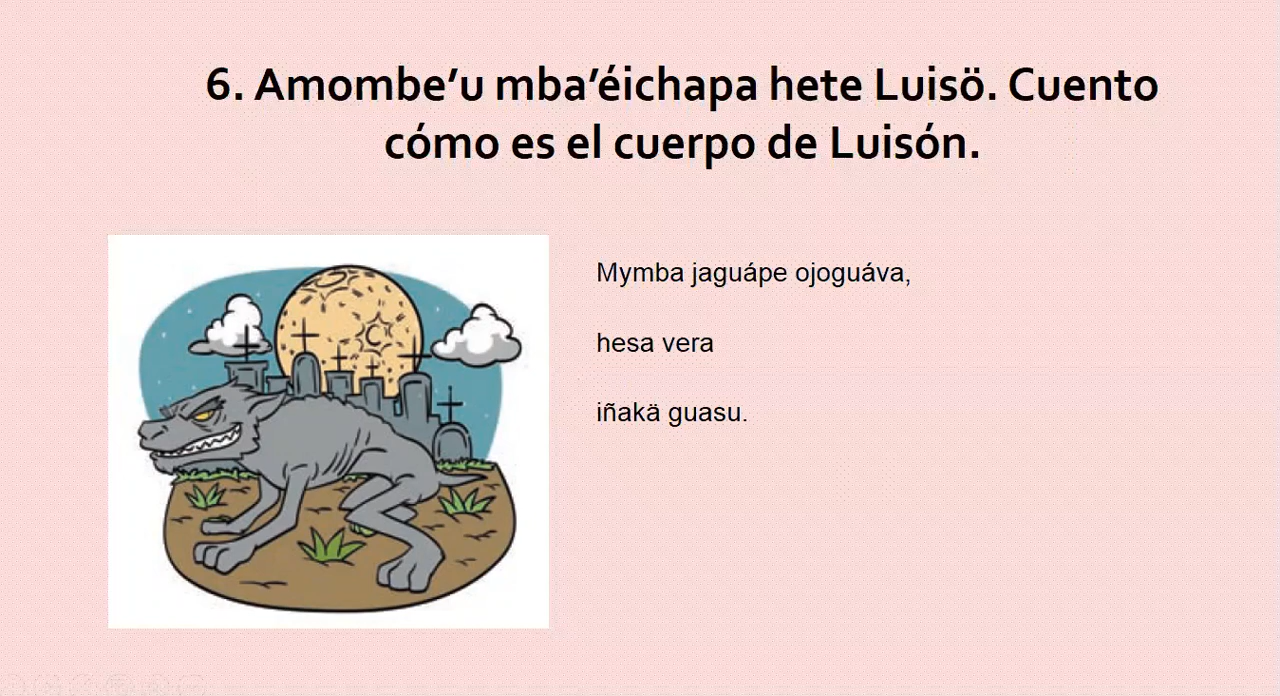 6. Amombe’u mba’éichapa hete Luisö. Cuento
cómo es el cuerpo de Luisón.
Mymba jaguápe ojoguáva,
hesa vera
iñakä guasu.